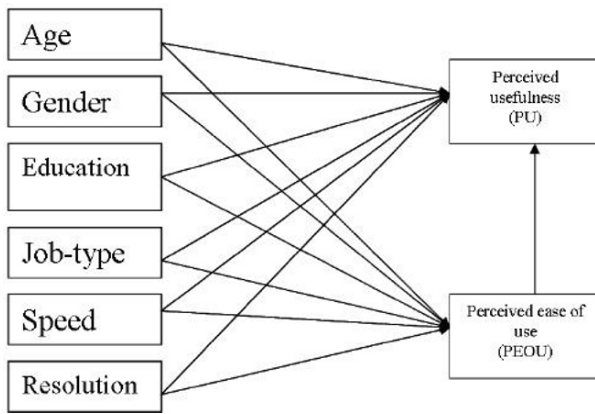 Age
Gender
Education
Job-type
Speed
Resolution
Perceived
usefulness
(PU)
Perceived ease of
use
(PEOU)